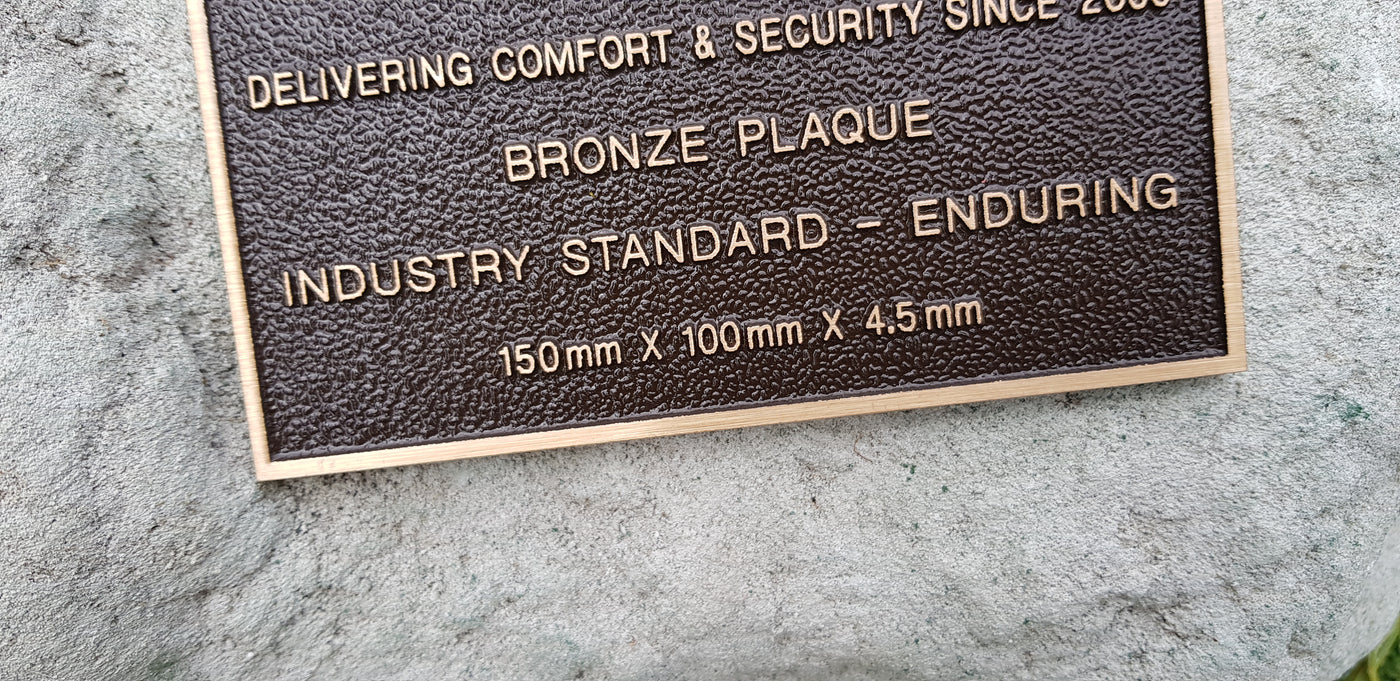 DELIVERING COMFORT & SECURITY SINCE
BRONZE PLAQUE
INDUSTRY STANDARD - ENDURING
150mm X 100mm X 4.5mm